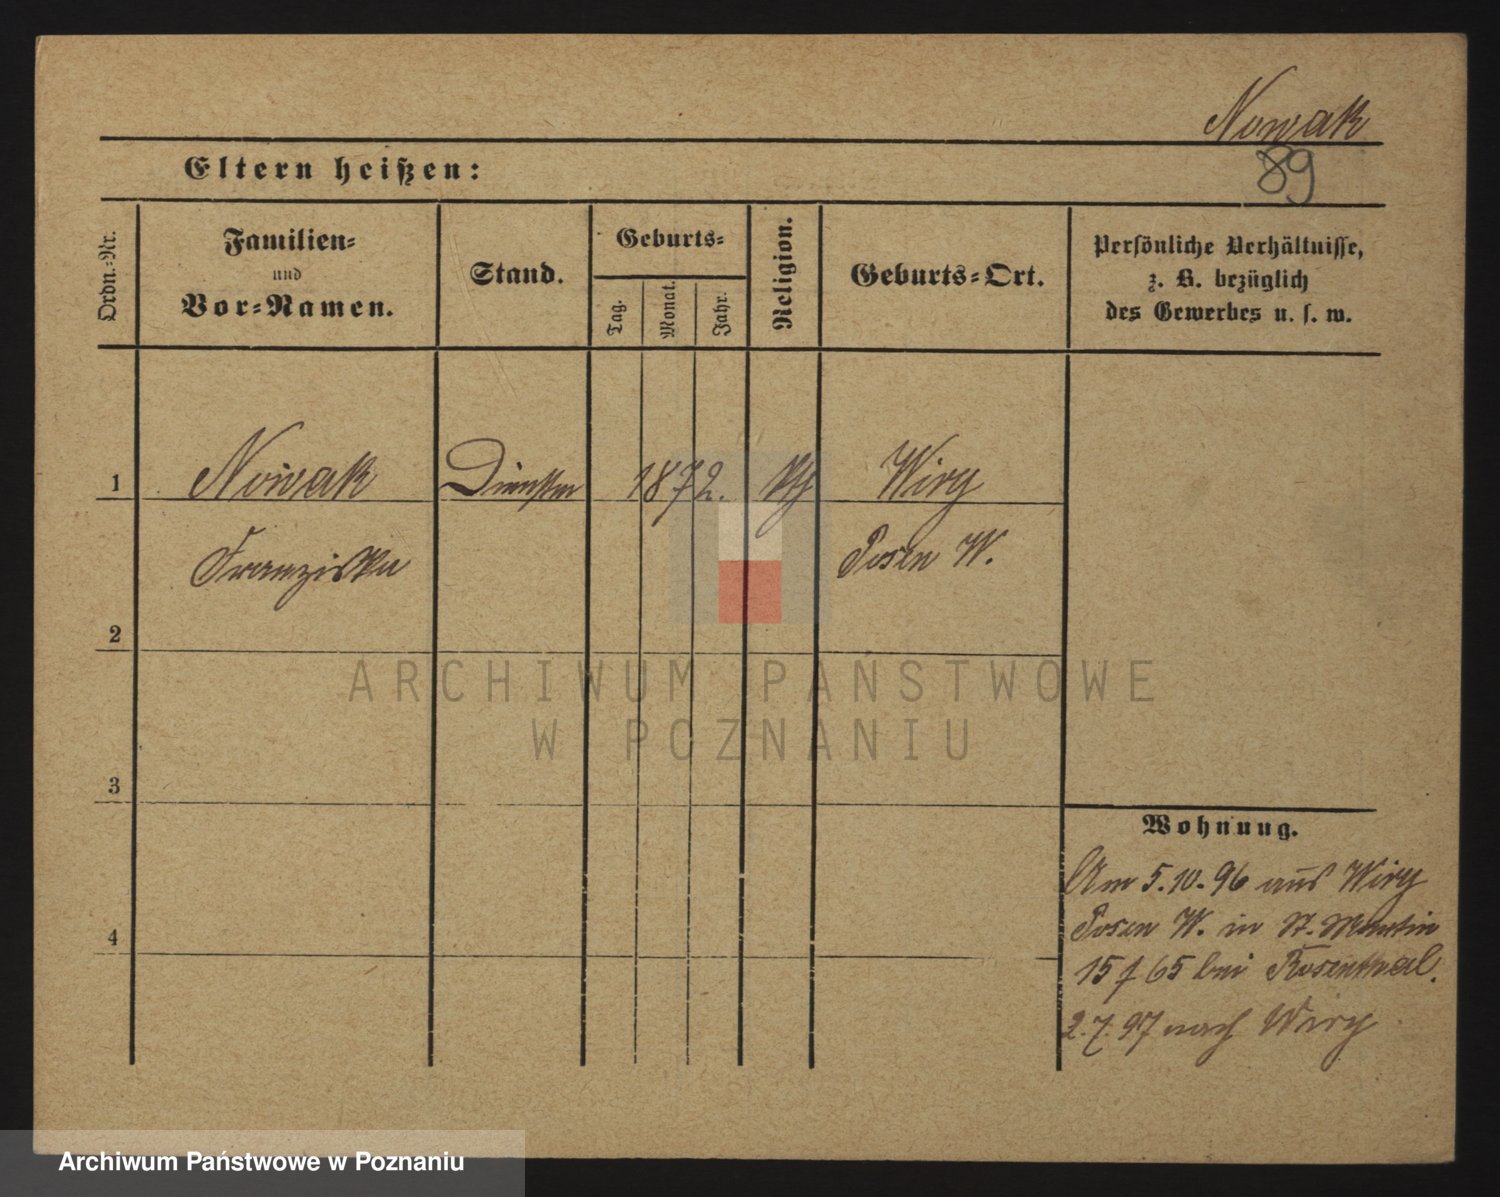 Nowak
89
Eltern heißen:
Ordn.-Nr.
Familien-
und
Vor-Namen.
Stand.
Geburts-
Tag.
Monat.
Jahr.
Religion.
Geburts-Ort.
Persönliche Verhältnisse,
z. B. bezüglich
des Gewerbes u. s. w.
1 Nowak 1872. Wiry
Franziska Posen W.
2
3
4
Wohnung.
Am 5.10.96 aus Wiry
Posen W. in St. Martin
15 / 65 bei Rosenthal.
2.7.97 nach Wiry
ARCHIWUM PAŃSTWOWE
W POZNANIU
Archiwum Państwowe w Poznaniu